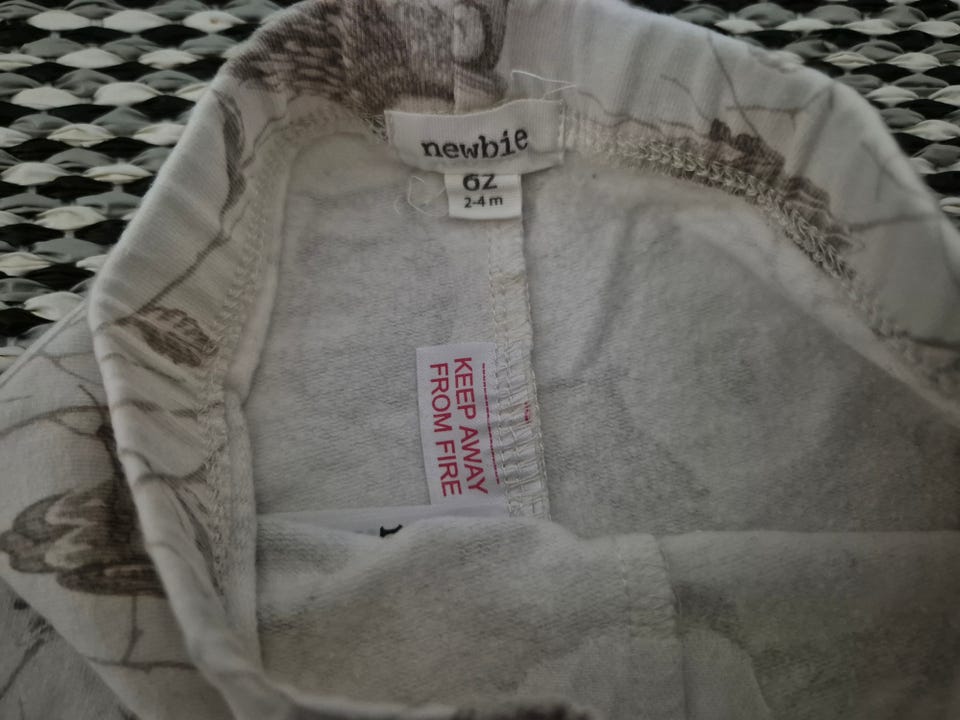 newbie
62
2-4 m
KEEP AWAY
FROM FIRE